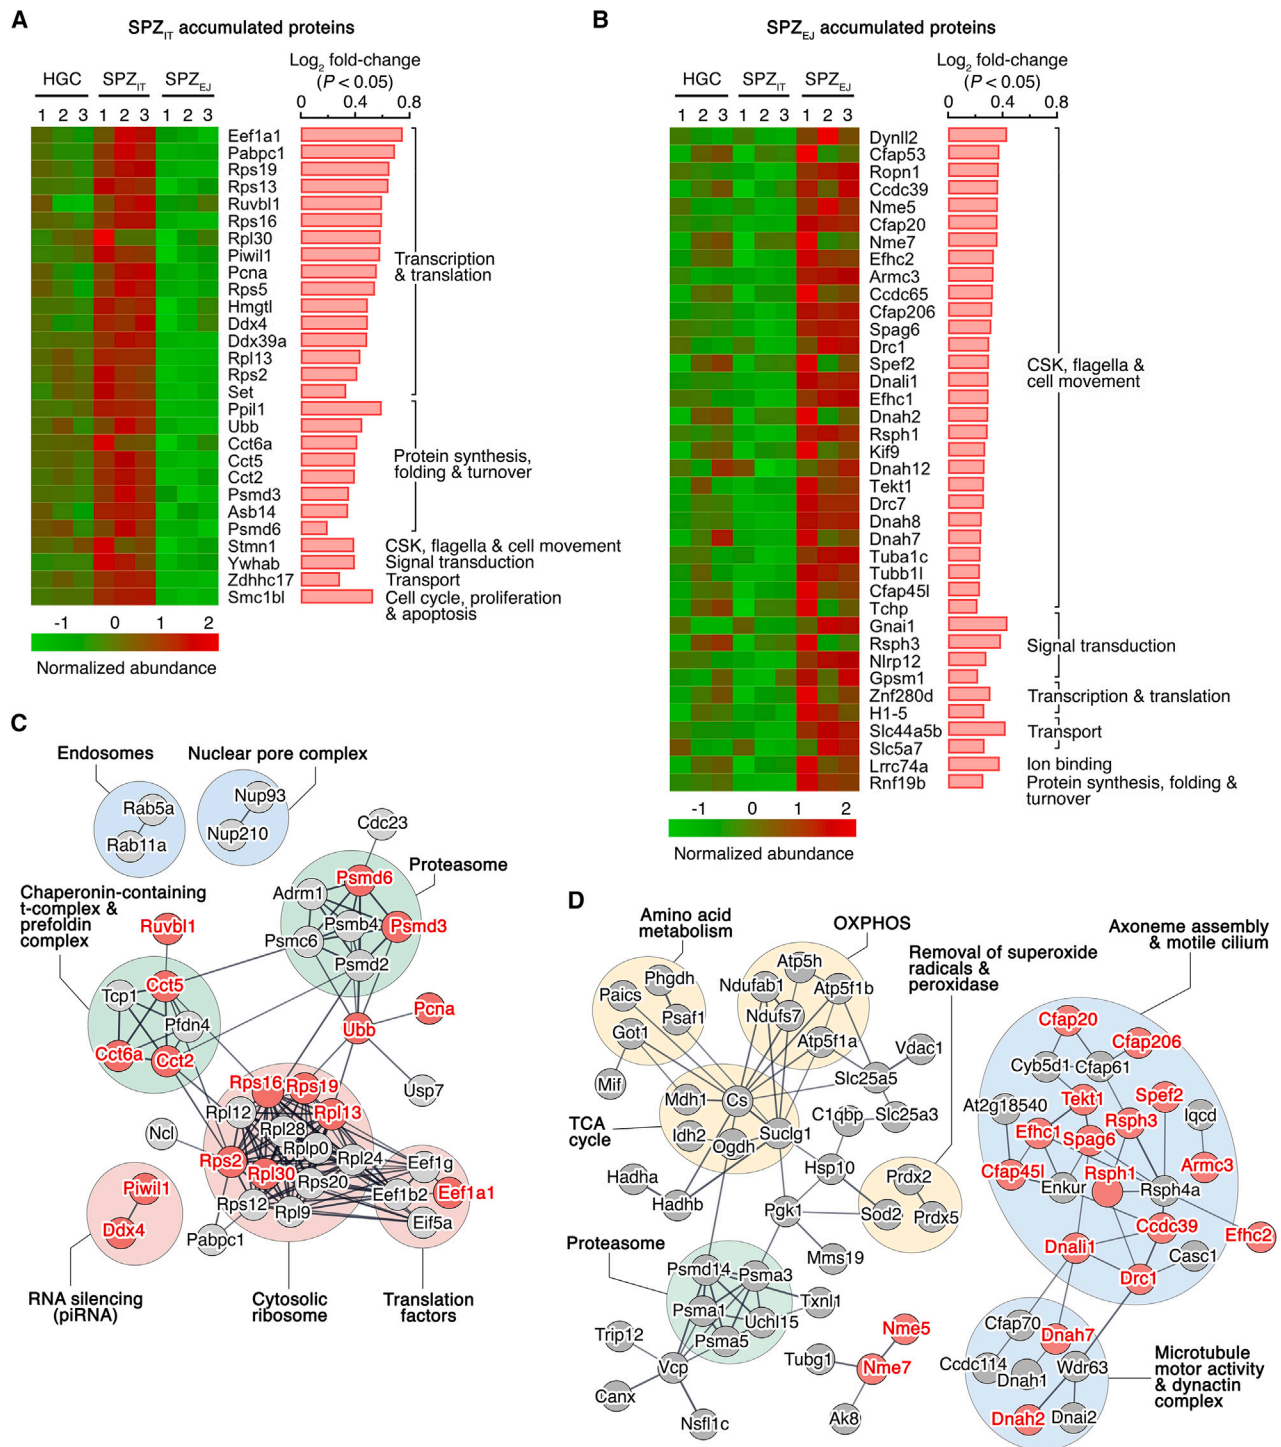 A
SPZIT accumulated proteins
Log2 fold-change
(P < 0.05)
HGC SPZIT SPZEJ
0 0.4 0.8
1 2 3 1 2 3 1 2 3
Eef1a1
Pabpc1
Rps19
Rps13
Ruvbl1
Rps16
Rpl30
Piwil1
Pcna
Rps5
Hmgtl
Ddx4
Ddx39a
Rpl13
Rps2
Set
Ppil1
Ubb
Cct6a
Cct5
Cct2
Psmd3
Asb14
Psmd6
Stmn1
Ywhab
Zdhhc17
Smc1bl
Transcription
& translation
Protein synthesis,
folding & turnover
CSK, flagella & cell movement
Signal transduction
Transport
Cell cycle, proliferation
& apoptosis
-1 0 1 2
Normalized abundance
B
SPZEJ accumulated proteins
Log2 fold-change
(P < 0.05)
HGC SPZIT SPZEJ
0 0.4 0.8
1 2 3 1 2 3 1 2 3
Dynll2
Cfap53
Ropn1
Ccdc39
Nme5
Cfap20
Nme7
Efhc2
Armc3
Ccdc65
Cfap206
Spag6
Drc1
Spef2
Dnali1
Efhc1
Dnah2
Rsph1
Kif9
Dnah12
Tekt1
Drc7
Dnah8
Dnah7
Tuba1c
Tubb1l
Cfap45l
Tchp
Gnai1
Rsph3
Nlrp12
Gpsm1
Znf280d
H1-5
Slc44a5b
Slc5a7
Lrrc74a
Rnf19b
CSK, flagella &
cell movement
Signal transduction
Transcription & translation
Transport
Ion binding
Protein synthesis, folding &
turnover
-1 0 1 2
Normalized abundance
C
Endosomes
Nuclear pore complex
Rab5a
Rab11a
Nup93
Nup210
Cdc23
Proteasome
Psmd6
Adrm1
Psmb4
Psmd3
Psmc6
Psmd2
Chaperonin-containing
t-complex &
prefoldin
complex
Ruvbl1
Cct5
Tcp1
Pfdn4
Cct6a
Cct2
Pcna
Ubb
Usp7
Rps16
Rps19
Rpl12
Rpl13
Rpl28
Ncl
Rplp0
Rpl24
Rps2
Rpl30
Rps20
Rps12
Rpl9
Pabpc1
Eef1g
Eef1b2
Eef1a1
Eif5a
Piwil1
Ddx4
RNA silencing
(piRNA)
Cytosolic
ribosome
Translation
factors
D
Amino acid
metabolism
OXPHOS
Removal of superoxide
radicals &
peroxidase
Axoneme assembly
& motile cilium
Phgdh
Paics
Psaf1
Got1
Mif
Atp5h
Ndufab1
Atp5f1b
Ndufs7
Atp5f1a
Vdac1
Slc25a5
Slc25a3
C1qbp
TCA
cycle
Mdh1
Cs
Idh2
Ogdh
Suclg1
Hsp10
Hadha
Hadhb
Pgk1
Prdx2
Sod2
Prdx5
Mms19
Proteasome
Psmd14
Psma3
Psma1
Uchl15
Psma5
Txnl1
Trip12
Vcp
Canx
Nsfl1c
Tubg1
Nme5
Nme7
Ak8
Cfap20
Cfap206
Cyb5d1
Cfap61
At2g18540
Tekt1
Spef2
Rsph3
Iqcd
Efhc1
Spag6
Armc3
Cfap45l
Enkur
Rsph1
Rsph4a
Ccdc39
Efhc2
Dnali1
Casc1
Drc1
Cfap70
Dnah7
Ccdc114
Dnah1
Wdr63
Dnah2
Dnai2
Microtubule
motor activity
& dynactin
complex